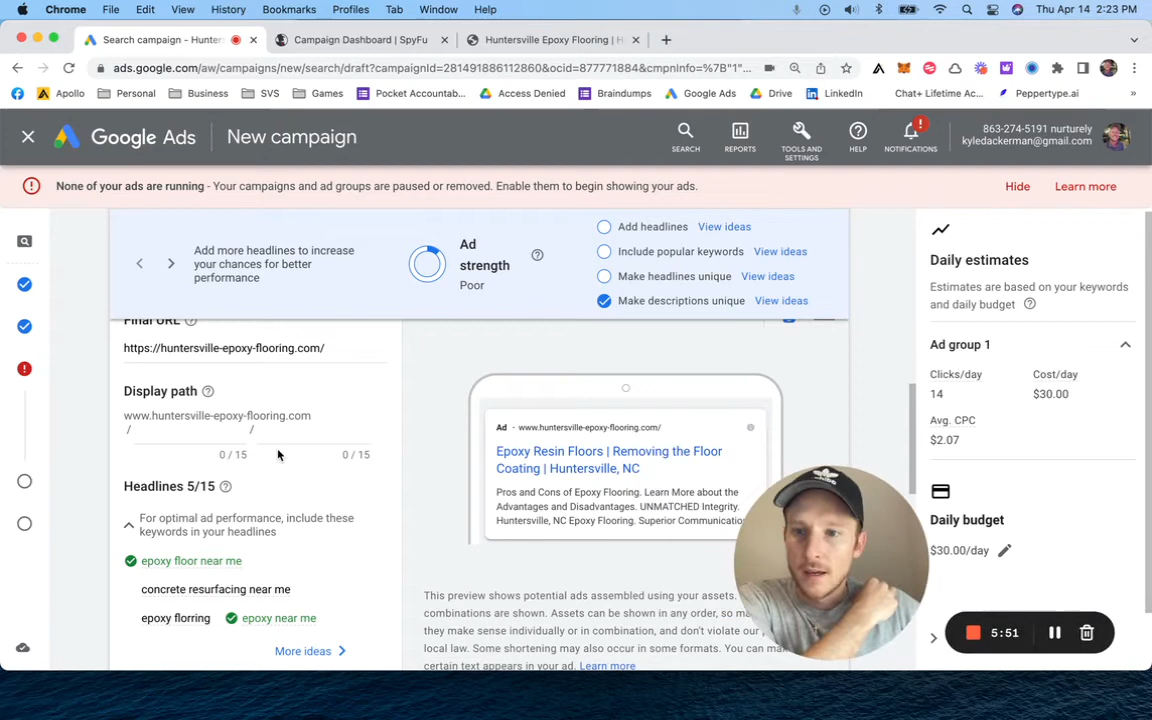 Chrome File Edit View History Bookmarks Profiles Tab Window Help Thu Apr 14 2:23 PM
Search campaign - Hunter Campaign Dashboard | SpyFu Huntersville Epoxy Flooring | H
ads.google.com/aw/campaigns/new/search/draft?campaignId=281491886112860&ocid=877771884&cmpnInfo=%7B"1"...
Apollo Personal Business SVS Games Pocket Accountab... Access Denied Braindumps Google Ads Drive LinkedIn Chat+ Lifetime Ac... Peppertype.ai »
Google Ads New campaign
SEARCH REPORTS TOOLS AND SETTINGS HELP NOTIFICATIONS
863-274-5191 nurturely
kyledackerman@gmail.com
None of your ads are running - Your campaigns and ad groups are paused or removed. Enable them to begin showing your ads. Hide Learn more
Add more headlines to increase
your chances for better
performance
Ad
strength
Poor
Add headlines View ideas
Include popular keywords View ideas
Make headlines unique View ideas
Make descriptions unique View ideas
Final URL
https://huntersville-epoxy-flooring.com/
Display path
www.huntersville-epoxy-flooring.com
/ /
0 / 15 0 / 15
Headlines 5/15
For optimal ad performance, include these
keywords in your headlines
epoxy floor near me
concrete resurfacing near me
epoxy florring epoxy near me
More ideas
Ad · www.huntersville-epoxy-flooring.com/
Epoxy Resin Floors | Removing the Floor
Coating | Huntersville, NC
Pros and Cons of Epoxy Flooring. Learn More about the
Advantages and Disadvantages. UNMATCHED Integrity.
Huntersville, NC Epoxy Flooring. Superior Communicatio
This preview shows potential ads assembled using your assets.
combinations are shown. Assets can be shown in any order, so ma
they make sense individually or in combination, and don't violate our p
local law. Some shortening may also occur in some formats. You can mak
certain text appears in your ad. Learn more
Daily estimates
Estimates are based on your keywords
and daily budget
Ad group 1
Clicks/day Cost/day
14 $30.00
Avg. CPC
$2.07
Daily budget
$30.00/day
5:51